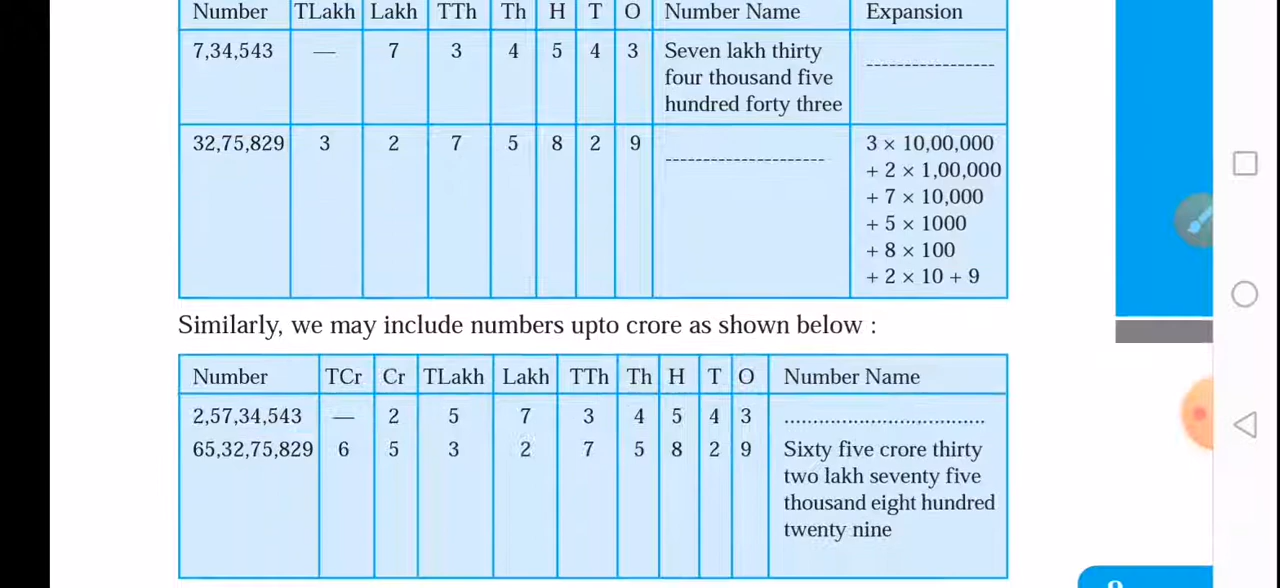 Number TLakh Lakh TTh Th H T O Number Name Expansion
7,34,543 — 7 3 4 5 4 3 Seven lakh thirty ------------------
four thousand five
hundred forty three
32,75,829 3 2 7 5 8 2 9 --------------------- 3 × 10,00,000
+ 2 × 1,00,000
+ 7 × 10,000
+ 5 × 1000
+ 8 × 100
+ 2 × 10 + 9
Similarly, we may include numbers upto crore as shown below :
Number TCr Cr TLakh Lakh TTh Th H T O Number Name
2,57,34,543 — 2 5 7 3 4 5 4 3 ...................................
65,32,75,829 6 5 3 2 7 5 8 2 9 Sixty five crore thirty
two lakh seventy five
thousand eight hundred
twenty nine